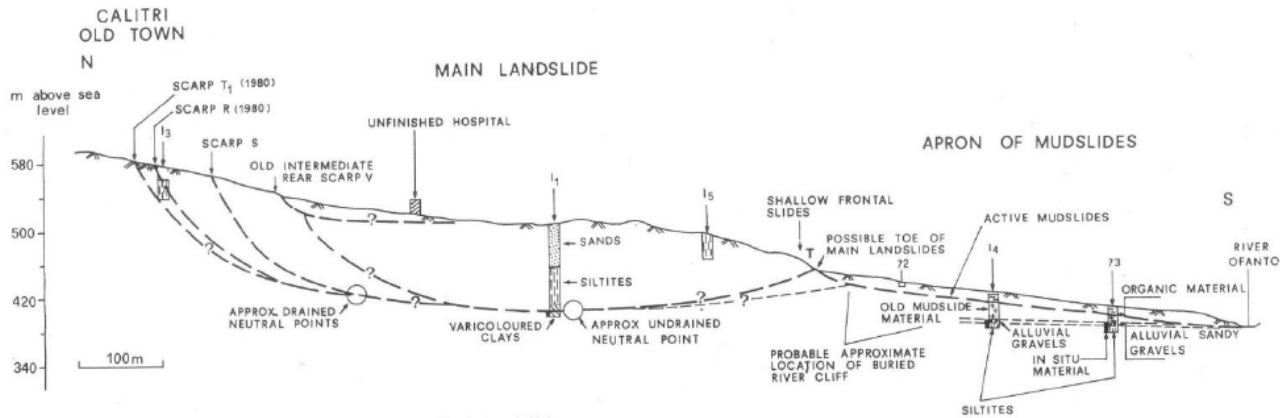 CALITRI
OLD TOWN
N
MAIN LANDSLIDE
m above sea
level
SCARP T1 (1980)
SCARP R (1980)
I3
SCARP S
UNFINISHED HOSPITAL
OLD INTERMEDIATE
REAR SCARP V
I1
I5
APRON OF MUDSLIDES
S
SHALLOW FRONTAL
SLIDES
T
ACTIVE MUDSLIDES
POSSIBLE TOE OF
MAIN LANDSLIDES
?2
I4
?3
RIVER
OFANTO
580
500
420
340
?
?
?
?
?
?
?
?
SANDS
SILTITES
ORGANIC MATERIAL
OLD MUDSLIDE
MATERIAL
APPROX. DRAINED
NEUTRAL POINTS
VARICOLOURED
CLAYS
APPROX UNDRAINED
NEUTRAL POINT
ALLUVIAL
GRAVELS
ALLUVIAL SANDY
GRAVELS
PROBABLE APPROXIMATE
LOCATION OF BURIED
RIVER CLIFF
IN SITU
MATERIAL
SILTITES
100m